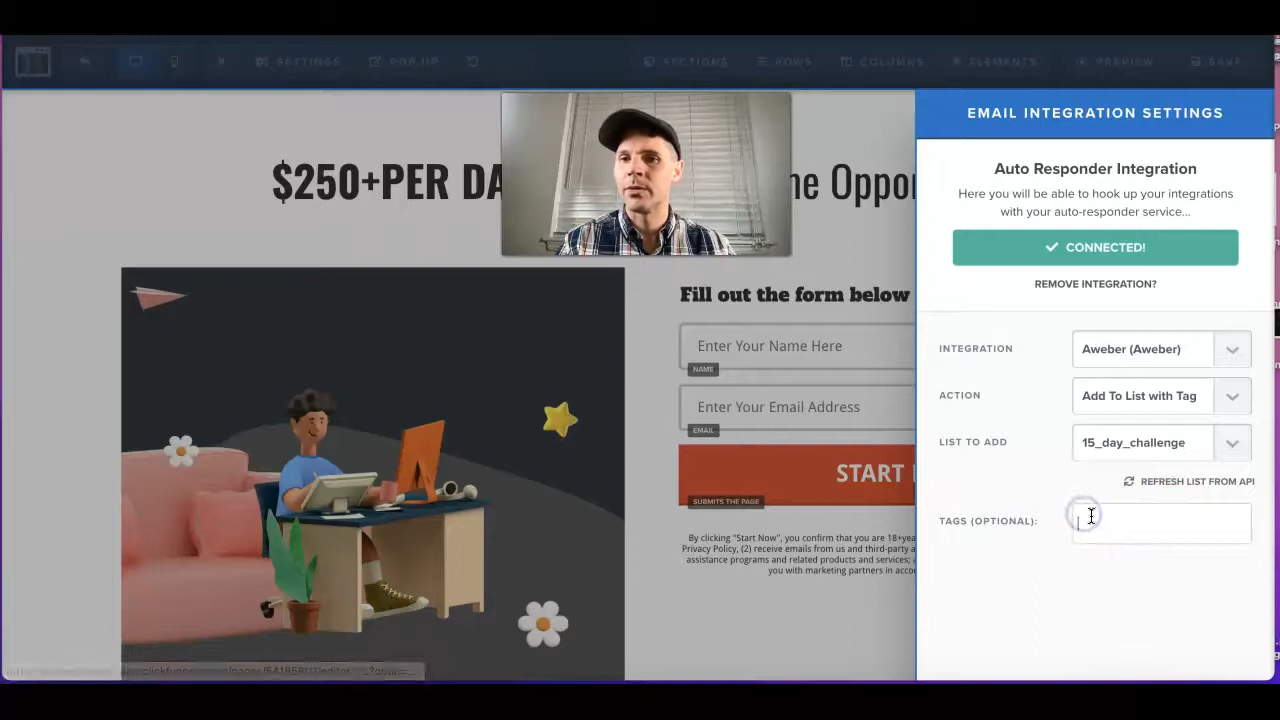 SETTINGS
POP UP
SECTIONS
ROWS
COLUMNS
ELEMENTS
PREVIEW
SAVE
EMAIL INTEGRATION SETTINGS
$250+PER DA
ne Oppor
Auto Responder Integration
Here you will be able to hook up your integrations
with your auto-responder service...
CONNECTED!
REMOVE INTEGRATION?
Fill out the form below
Enter Your Name Here
NAME
Enter Your Email Address
EMAIL
START
SUBMITS THE PAGE
By clicking "Start Now", you confirm that you are 18+yea
Privacy Policy, (2) receive emails from us and third-party a
assistance programs and related products and services; a
you with marketing partners in acco
INTEGRATION
Aweber (Aweber)
ACTION
Add To List with Tag
LIST TO ADD
15_day_challenge
REFRESH LIST FROM API
TAGS (OPTIONAL):